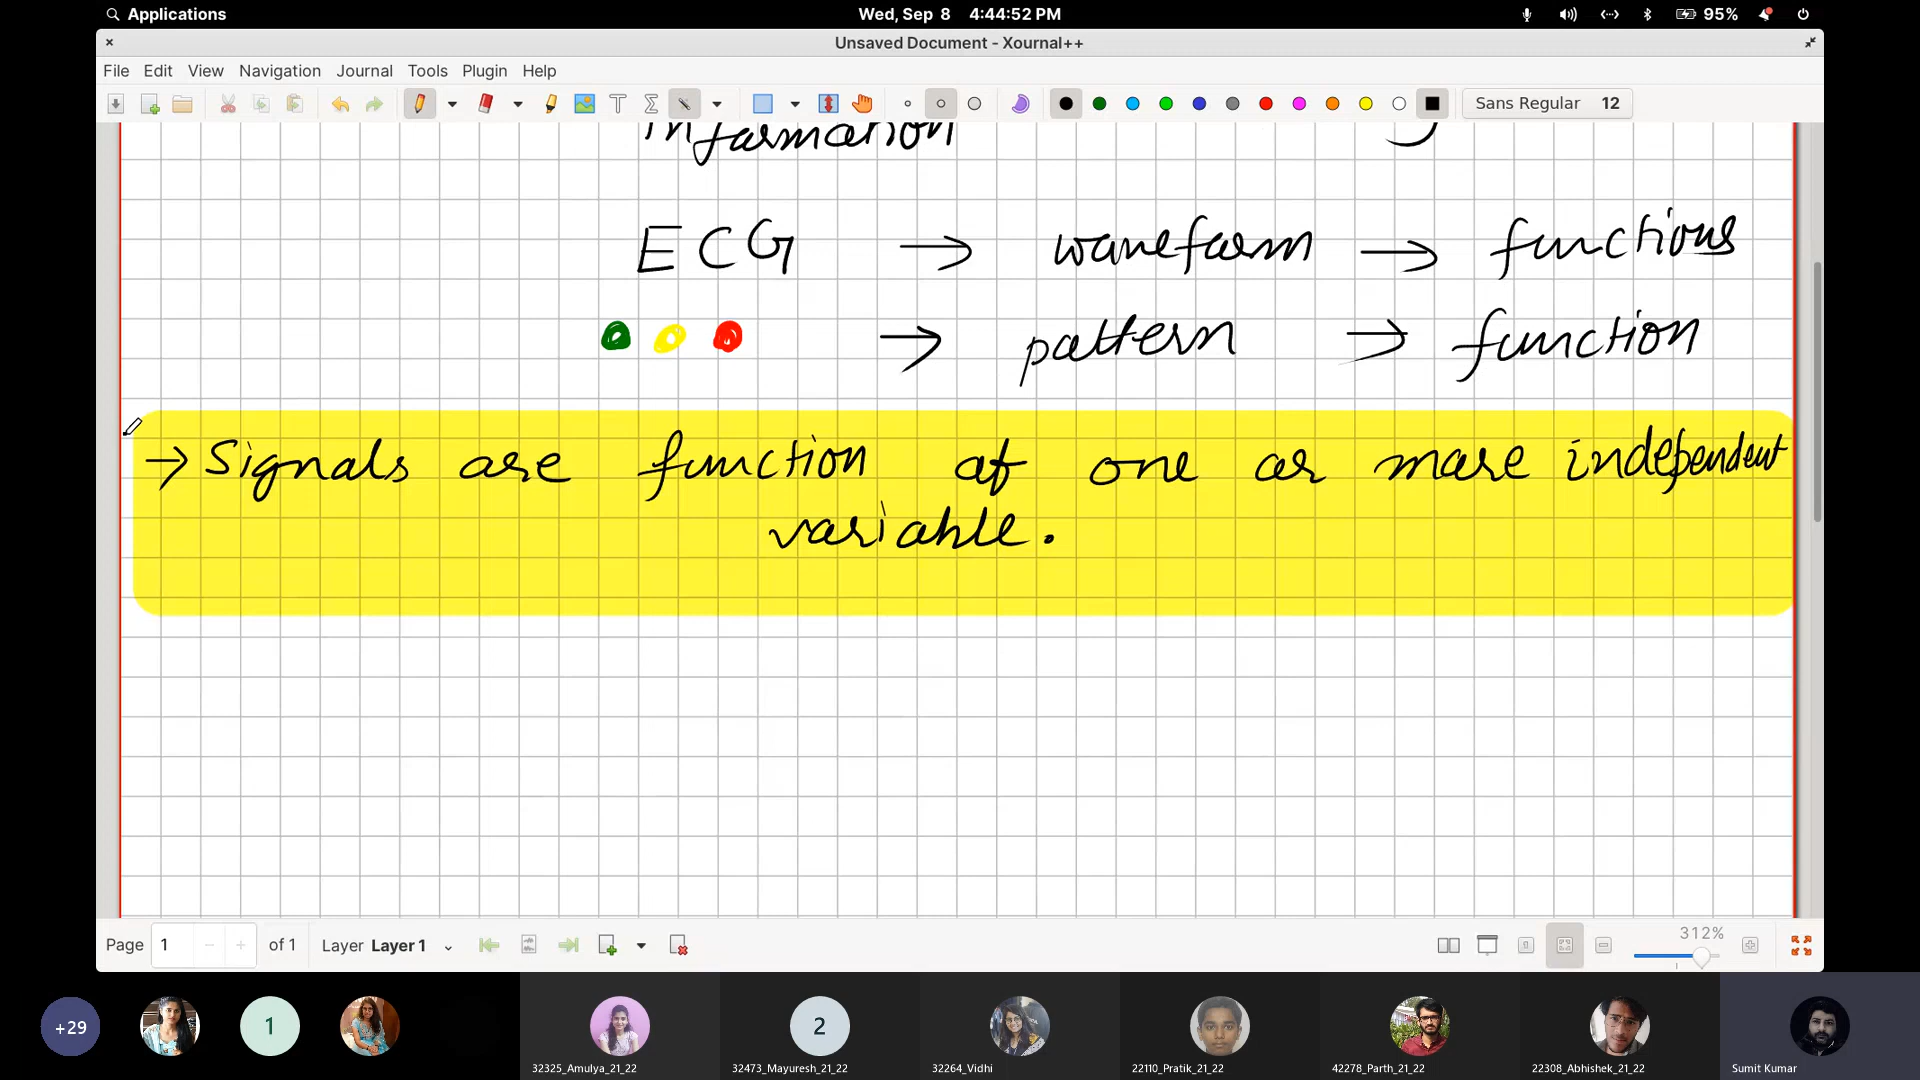 Applications
Wed, Sep 8 4:44:52 PM
95%
Unsaved Document - Xournal++
File Edit View Navigation Journal Tools Plugin Help
Sans Regular 12
information
ECG → waveform → functions
→ pattern → function
→ Signals are function of one or more independent
variable.
Page 1 of 1 Layer Layer 1
312%
+29
1
2
32325_Amulya_21_22
32473_Mayuresh_21_22
32264_Vidhi
22110_Pratik_21_22
42278_Parth_21_22
22308_Abhishek_21_22
Sumit Kumar